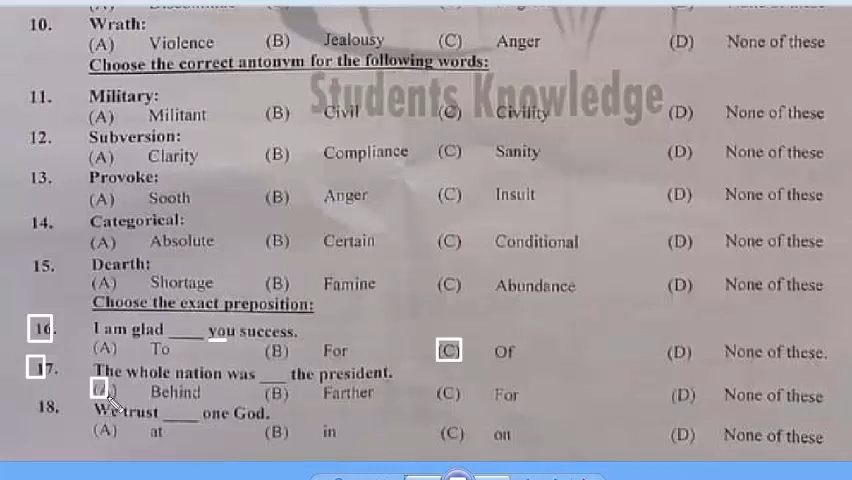 10. Wrath:
(A) Violence (B) Jealousy (C) Anger (D) None of these
Choose the correct antonym for the following words:
Students Knowledge
11. Military:
(A) Militant (B) Civil (C) Civility (D) None of these
12. Subversion:
(A) Clarity (B) Compliance (C) Sanity (D) None of these
13. Provoke:
(A) Sooth (B) Anger (C) Insult (D) None of these
14. Categorical:
(A) Absolute (B) Certain (C) Conditional (D) None of these
15. Dearth:
(A) Shortage (B) Famine (C) Abundance (D) None of these
Choose the exact preposition:
16. I am glad ____ you success.
(A) To (B) For (C) Of (D) None of these.
17. The whole nation was ___ the president.
(A) Behind (B) Farther (C) For (D) None of these
18. We trust ____ one God.
(A) at (B) in (C) on (D) None of these